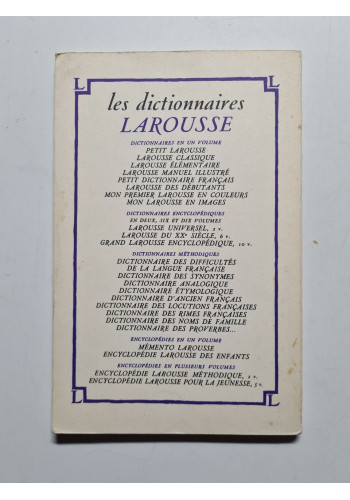 L L
les dictionnaires
LAROUSSE
DICTIONNAIRES EN UN VOLUME
PETIT LAROUSSE
LAROUSSE CLASSIQUE
LAROUSSE ÉLÉMENTAIRE
LAROUSSE MANUEL ILLUSTRÉ
PETIT DICTIONNAIRE FRANÇAIS
LAROUSSE DES DÉBUTANTS
MON PREMIER LAROUSSE EN COULEURS
MON LAROUSSE EN IMAGES
DICTIONNAIRES ENCYCLOPÉDIQUES
EN DEUX, SIX ET DIX VOLUMES
LAROUSSE UNIVERSEL, 2 v.
LAROUSSE DU XXe SIÈCLE, 6 v.
GRAND LAROUSSE ENCYCLOPÉDIQUE, 10 v.
DICTIONNAIRES MÉTHODIQUES
DICTIONNAIRE DES DIFFICULTÉS
DE LA LANGUE FRANÇAISE
DICTIONNAIRE DES SYNONYMES
DICTIONNAIRE ANALOGIQUE
DICTIONNAIRE ÉTYMOLOGIQUE
DICTIONNAIRE D'ANCIEN FRANÇAIS
DICTIONNAIRE DES LOCUTIONS FRANÇAISES
DICTIONNAIRE DES RIMES FRANÇAISES
DICTIONNAIRE DES NOMS DE FAMILLE
DICTIONNAIRE DES PROVERBES...
ENCYCLOPÉDIES EN UN VOLUME
MÉMENTO LAROUSSE
ENCYCLOPÉDIE LAROUSSE DES ENFANTS
ENCYCLOPÉDIES EN PLUSIEURS VOLUMES
ENCYCLOPÉDIE LAROUSSE MÉTHODIQUE, 2 v.
ENCYCLOPÉDIE LAROUSSE POUR LA JEUNESSE, 5 v.
L L